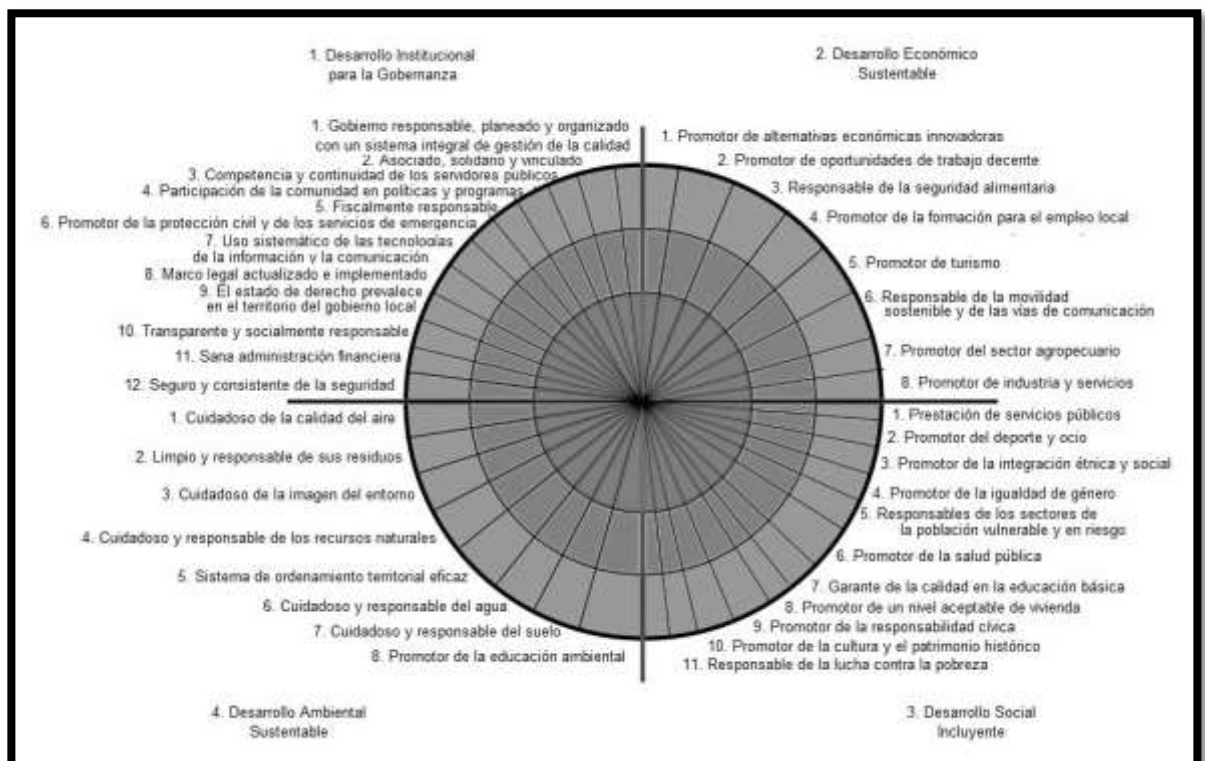 1. Desarrollo Institucional
para la Gobernanza
2. Desarrollo Económico
Sustentable
1. Gobierno responsable, planeado y organizado
con un sistema integral de gestión de la calidad
2. Asociado, solidario y vinculado
3. Competencia y continuidad de los servidores públicos
4. Participación de la comunidad en políticas y programas
5. Fiscalmente responsable
6. Promotor de la protección civil y de los servicios de emergencia
7. Uso sistemático de las tecnologías
de la información y la comunicación
8. Marco legal actualizado e implementado
9. El estado de derecho prevalece
en el territorio del gobierno local
10. Transparente y socialmente responsable
11. Sana administración financiera
12. Seguro y consistente de la seguridad
1. Promotor de alternativas económicas innovadoras
2. Promotor de oportunidades de trabajo decente
3. Responsable de la seguridad alimentaria
4. Promotor de la formación para el empleo local
5. Promotor de turismo
6. Responsable de la movilidad
sostenible y de las vías de comunicación
7. Promotor del sector agropecuario
8. Promotor de industria y servicios
1. Cuidadoso de la calidad del aire
2. Limpio y responsable de sus residuos
3. Cuidadoso de la imagen del entorno
4. Cuidadoso y responsable de los recursos naturales
5. Sistema de ordenamiento territorial eficaz
6. Cuidadoso y responsable del agua
7. Cuidadoso y responsable del suelo
8. Promotor de la educación ambiental
1. Prestación de servicios públicos
2. Promotor del deporte y ocio
3. Promotor de la integración étnica y social
4. Promotor de la igualdad de género
5. Responsables de los sectores de
la población vulnerable y en riesgo
6. Promotor de la salud pública
7. Garante de la calidad en la educación básica
8. Promotor de un nivel aceptable de vivienda
9. Promotor de la responsabilidad cívica
10. Promotor de la cultura y el patrimonio histórico
11. Responsable de la lucha contra la pobreza
4. Desarrollo Ambiental
Sustentable
3. Desarrollo Social
Incluyente